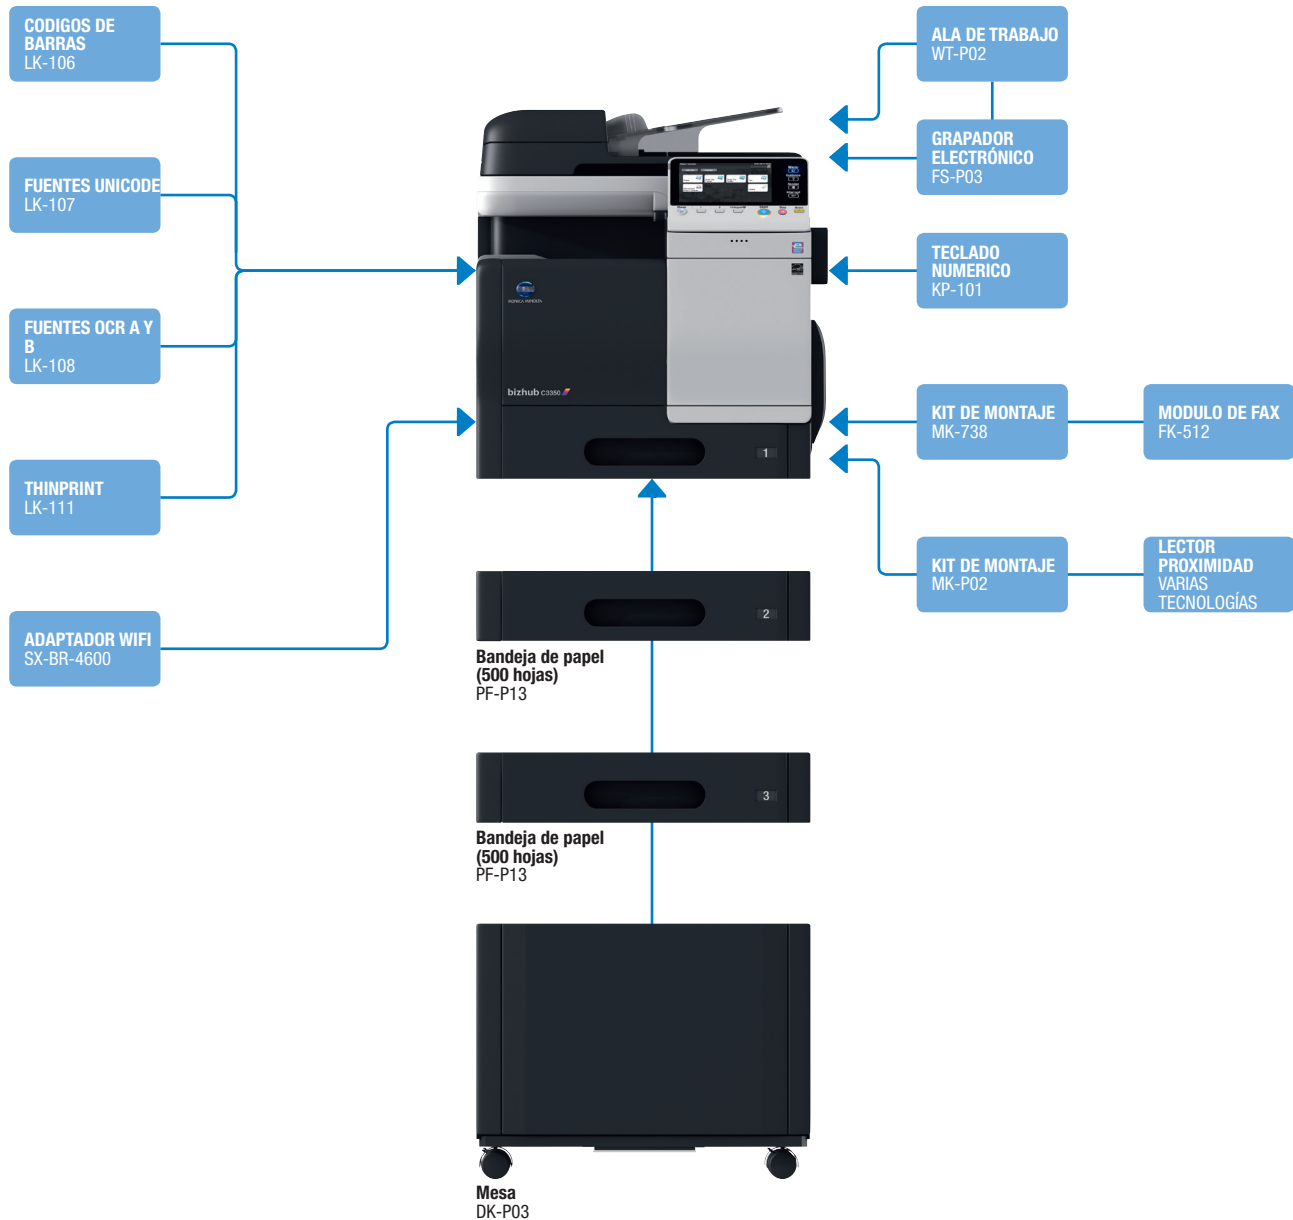 CODIGOS DE
BARRAS
LK-106
FUENTES UNICODE
LK-107
FUENTES OCR A Y
B
LK-108
THINPRINT
LK-111
ADAPTADOR WIFI
SX-BR-4600
KONICA MINOLTA
bizhub C3350
1
2
Bandeja de papel
(500 hojas)
PF-P13
3
Bandeja de papel
(500 hojas)
PF-P13
Mesa
DK-P03
ALA DE TRABAJO
WT-P02
GRAPADOR
ELECTRÓNICO
FS-P03
TECLADO
NUMERICO
KP-101
KIT DE MONTAJE
MK-738
MODULO DE FAX
FK-512
KIT DE MONTAJE
MK-P02
LECTOR
PROXIMIDAD
VARIAS
TECNOLOGÍAS